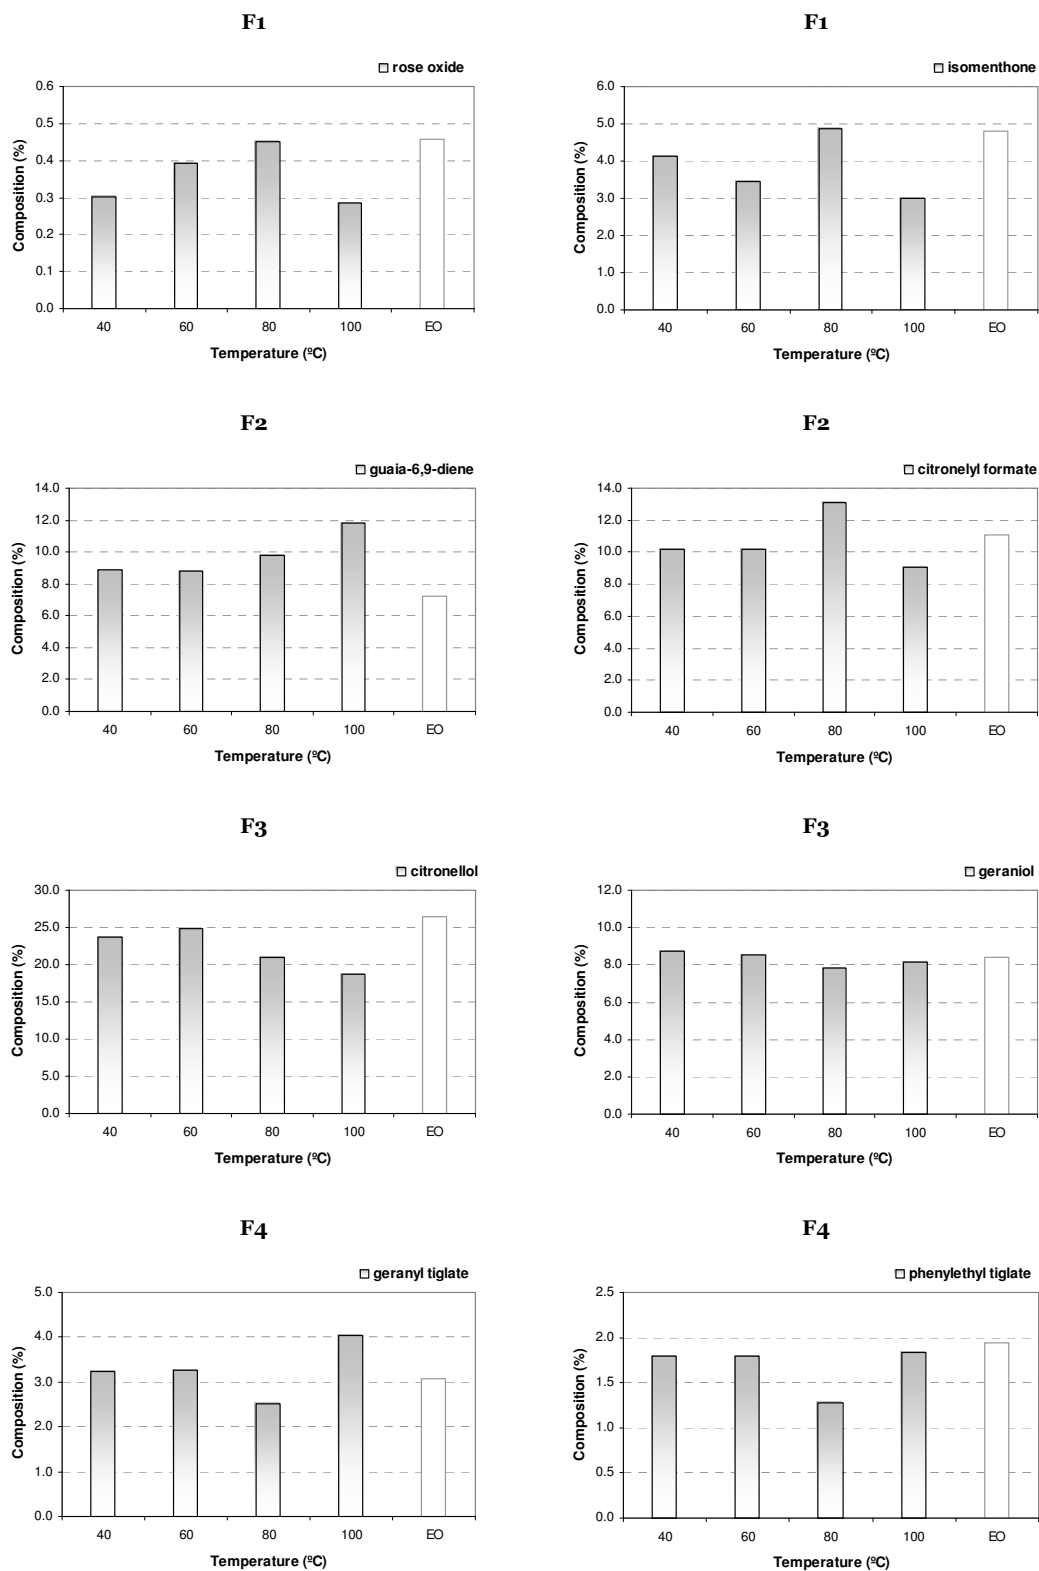 F1
rose oxide
Composition (%)
0.6
0.5
0.4
0.3
0.2
0.1
0.0
40 60 80 100 EO
Temperature (ºC)
F1
isomenthone
Composition (%)
6.0
5.0
4.0
3.0
2.0
1.0
0.0
40 60 80 100 EO
Temperature (ºC)
F2
guaia-6,9-diene
Composition (%)
14.0
12.0
10.0
8.0
6.0
4.0
2.0
0.0
40 60 80 100 EO
Temperature (ºC)
F2
citronelyl formate
Composition (%)
14.0
12.0
10.0
8.0
6.0
4.0
2.0
0.0
40 60 80 100 EO
Temperature (ºC)
F3
citronellol
Composition (%)
30.0
25.0
20.0
15.0
10.0
5.0
0.0
40 60 80 100 EO
Temperature (ºC)
F3
geraniol
Composition (%)
12.0
10.0
8.0
6.0
4.0
2.0
0.0
40 60 80 100 EO
Temperature (ºC)
F4
geranyl tiglate
Composition (%)
5.0
4.0
3.0
2.0
1.0
0.0
40 60 80 100 EO
Temperature (ºC)
F4
phenylethyl tiglate
Composition (%)
2.5
2.0
1.5
1.0
0.5
0.0
40 60 80 100 EO
Temperature (ºC)